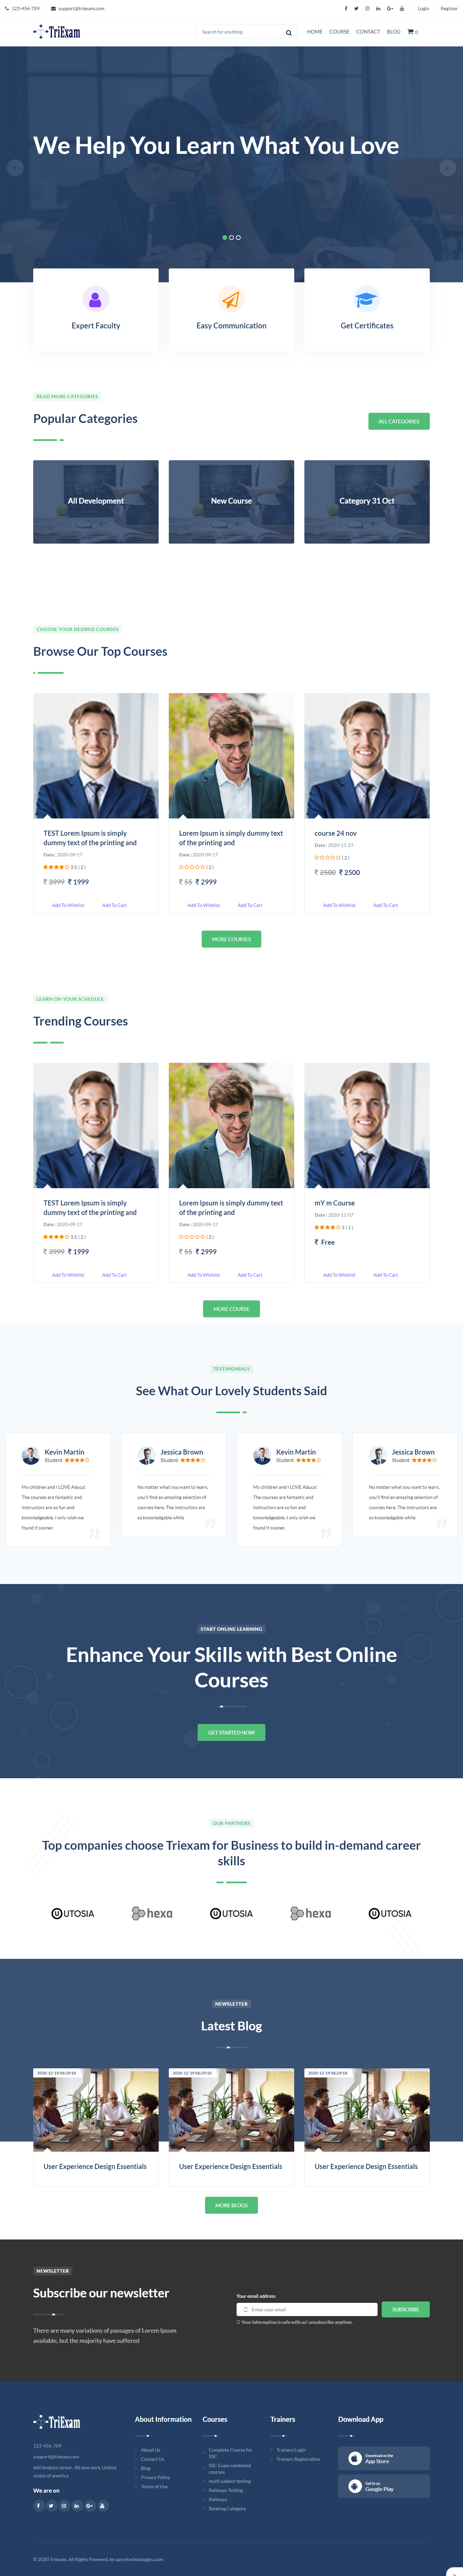 123-456-789
support@triexam.com
Login
Register
TriExam
Search for anything
HOME
COURSE
CONTACT
BLOG
0
We Help You Learn What You Love
Expert Faculty
Easy Communication
Get Certificates
READ MORE CATEGORIES
Popular Categories
ALL CATEGORIES
All Development
New Course
Category 31 Oct
CHOOSE YOUR DESIRED COURSES
Browse Our Top Courses
TEST Lorem Ipsum is simply
dummy text of the printing and
Date : 2020-09-17
3.5 ( 2 )
₹ 3999 ₹ 1999
Add To Wishlist
Add To Cart
Lorem Ipsum is simply dummy text
of the printing and
Date : 2020-09-17
( 2 )
₹ 55 ₹ 2999
Add To Wishlist
Add To Cart
course 24 nov
Date : 2020-11-27
( 2 )
₹ 2500 ₹ 2500
Add To Wishlist
Add To Cart
MORE COURSES
LEARN ON YOUR SCHEDULE
Trending Courses
TEST Lorem Ipsum is simply
dummy text of the printing and
Date : 2020-09-17
3.5 ( 2 )
₹ 3999 ₹ 1999
Add To Wishlist
Add To Cart
Lorem Ipsum is simply dummy text
of the printing and
Date : 2020-09-17
( 2 )
₹ 55 ₹ 2999
Add To Wishlist
Add To Cart
mY m Course
Date : 2020-11-07
3 ( 1 )
₹ Free
Add To Wishlist
Add To Cart
MORE COURSE
TESTIMONIALS
See What Our Lovely Students Said
Kevin Martin
Student
My children and I LOVE Aduca!
The courses are fantastic and
instructors are so fun and
knowledgeable. I only wish we
found it sooner.
Jessica Brown
Student
No matter what you want to learn,
you'll find an amazing selection of
courses here. The instructors are
so knowledgable while
Kevin Martin
Student
My children and I LOVE Aduca!
The courses are fantastic and
instructors are so fun and
knowledgeable. I only wish we
found it sooner.
Jessica Brown
Student
No matter what you want to learn,
you'll find an amazing selection of
courses here. The instructors are
so knowledgable while
START ONLINE LEARNING
Enhance Your Skills with Best Online
Courses
GET STARTED NOW
OUR PARTNERS
Top companies choose Triexam for Business to build in-demand career
skills
UTOSIA
hexa
UTOSIA
hexa
UTOSIA
NEWSLETTER
Latest Blog
2020-12-19 06:29:18
User Experience Design Essentials
2020-12-19 06:29:18
User Experience Design Essentials
2020-12-19 06:29:18
User Experience Design Essentials
MORE BLOGS
NEWSLETTER
Subscribe our newsletter
There are many variations of passages of Lorem Ipsum
available, but the majority have suffered
Your email address
Enter your email
SUBSCRIBE
Your information is safe with us! unsubscribe anytime.
TriExam
123-456-789
support@triexam.com
660 broklyn street , 88 new york. United
states of america
We are on
About Information
About Us
Contact Us
Blog
Privacy Policy
Terms of Use
Courses
Complete Course for
SSC
SSC Exam combined
courses
multi subject testing
Railways Testing
Railways
Banking Category
Trainers
Trainers Login
Trainers Registration
Download App
Download on the
App Store
Get in on
Google Play
© 2020 Triexam. All Rights Powered. by aarvytechnologies.com